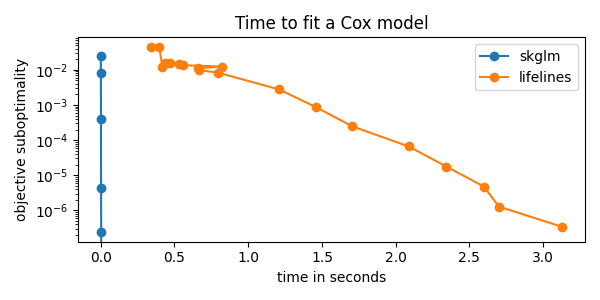 Time to fit a Cox model
objective suboptimality
10⁻²
10⁻³
10⁻⁴
10⁻⁵
10⁻⁶
skglm
lifelines
0.0 0.5 1.0 1.5 2.0 2.5 3.0
time in seconds